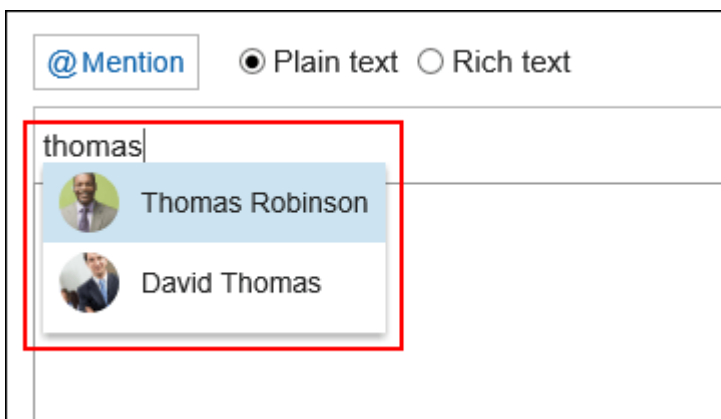 @Mention Plain text Rich text
thomas
Thomas Robinson
David Thomas